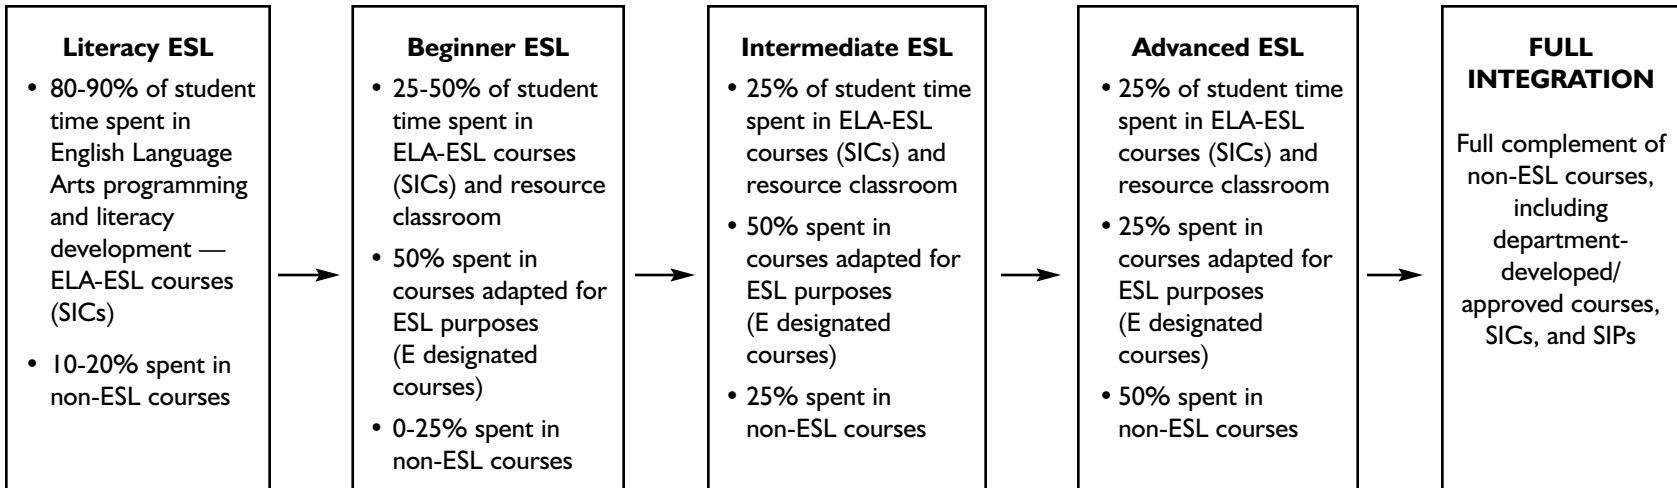 Literacy ESL
• 80-90% of student
time spent in
English Language
Arts programming
and literacy
development —
ELA-ESL courses
(SICs)
• 10-20% spent in
non-ESL courses
Beginner ESL
• 25-50% of student
time spent in
ELA-ESL courses
(SICs) and resource
classroom
• 50% spent in
courses adapted for
ESL purposes
(E designated
courses)
• 0-25% spent in
non-ESL courses
Intermediate ESL
• 25% of student time
spent in ELA-ESL
courses (SICs) and
resource classroom
• 50% spent in
courses adapted for
ESL purposes
(E designated
courses)
• 25% spent in
non-ESL courses
Advanced ESL
• 25% of student time
spent in ELA-ESL
courses (SICs) and
resource classroom
• 25% spent in
courses adapted for
ESL purposes
(E designated
courses)
• 50% spent in
non-ESL courses
FULL
INTEGRATION
Full complement of
non-ESL courses,
including
department-
developed/
approved courses,
SICs, and SIPs